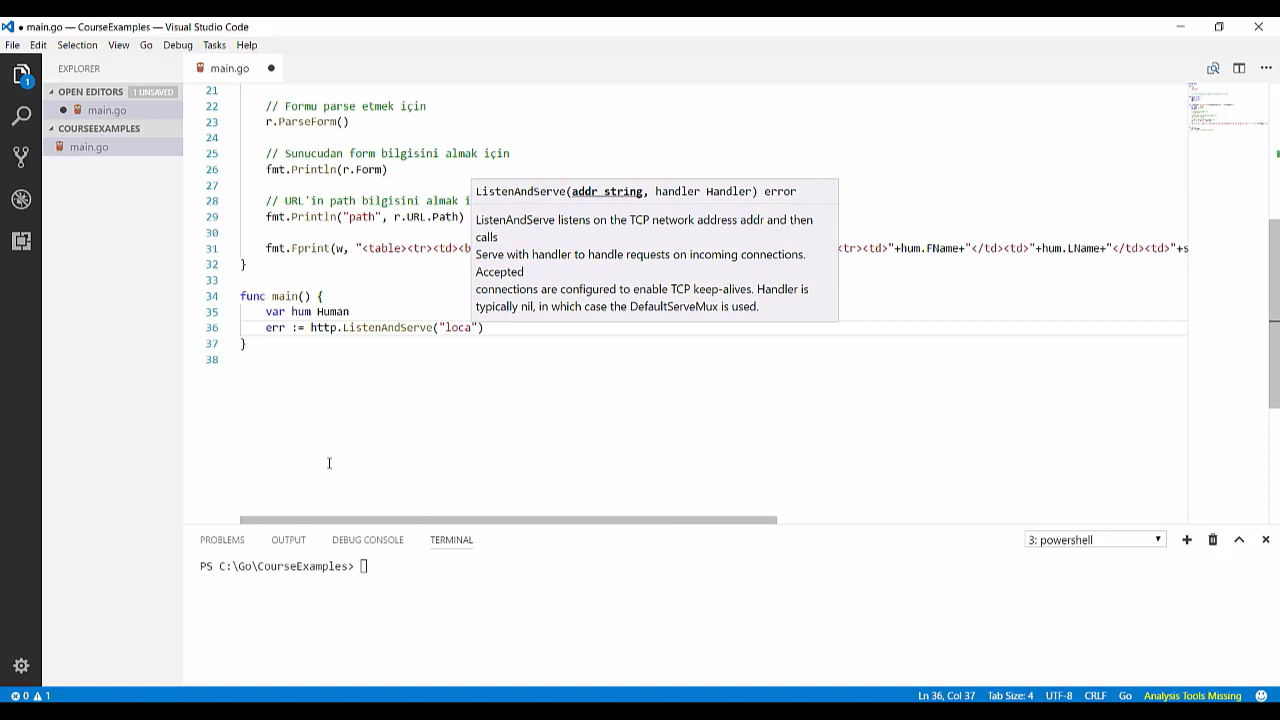 main.go — CourseExamples — Visual Studio Code
File Edit Selection View Go Debug Tasks Help
EXPLORER
main.go
OPEN EDITORS 1 UNSAVED
main.go
COURSEEXAMPLES
main.go
1
21
22 // Formu parse etmek için
23 r.ParseForm()
24
25 // Sunucudan form bilgisini almak için
26 fmt.Println(r.Form)
27
28 // URL'in path bilgisini almak i
29 fmt.Println("path", r.URL.Path)
30
31 fmt.Fprint(w, "<table><tr><td><b <tr><td>"+hum.FName+"</td><td>"+hum.LName+"</td><td>"+s
32 }
33
34 func main() {
35 var hum Human
36 err := http.ListenAndServe("loca")
37 }
38
ListenAndServe(addr string, handler Handler) error
ListenAndServe listens on the TCP network address addr and then
calls
Serve with handler to handle requests on incoming connections.
Accepted
connections are configured to enable TCP keep-alives. Handler is
typically nil, in which case the DefaultServeMux is used.
PROBLEMS OUTPUT DEBUG CONSOLE TERMINAL
3: powershell
PS C:\Go\CourseExamples>
0 1
Ln 36, Col 37 Tab Size: 4 UTF-8 CRLF Go Analysis Tools Missing